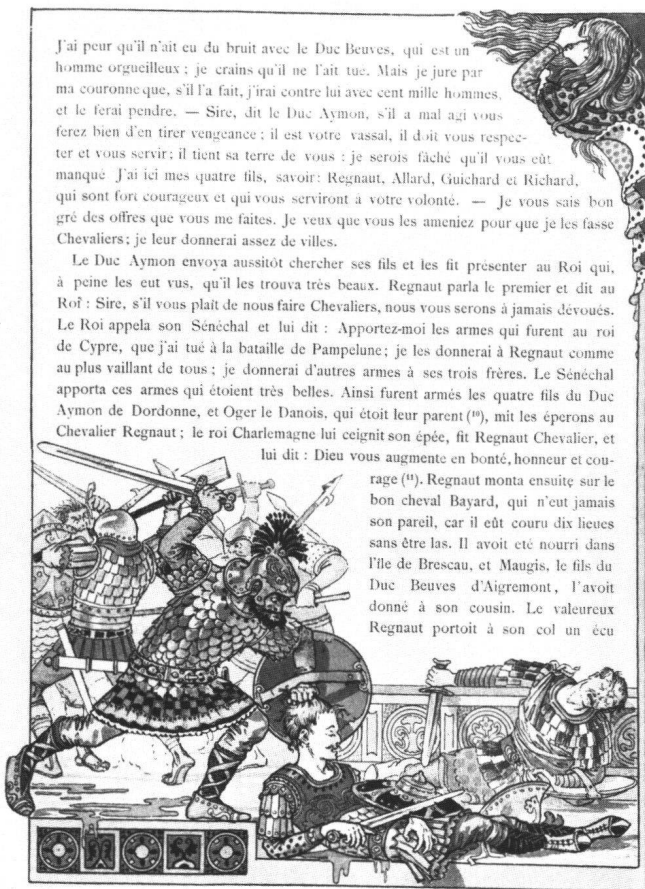 J'ai peur qu'il n'ait eu du bruit avec le Duc Beuves, qui est un
homme orgueilleux ; je crains qu'il ne l'ait tué. Mais je jure par
ma couronne que, s'il l'a fait, j'irai contre lui avec cent mille hommes,
et le ferai pendre. — Sire, dit le Duc Aymon, s'il a mal agi vous
ferez bien d'en tirer vengeance ; il est votre vassal, il doit vous respec-
ter et vous servir ; il tient sa terre de vous : je serois fâché qu'il vous eût
manqué. J'ai ici mes quatre fils, savoir : Regnaut, Allard, Guichard et Richard,
qui sont fort courageux et qui vous serviront à votre volonté. — Je vous sais bon
gré des offres que vous me faites. Je veux que vous les ameniez pour que je les fasse
Chevaliers ; je leur donnerai assez de villes.
Le Duc Aymon envoya aussitôt chercher ses fils et les fit présenter au Roi qui,
à peine les eut vus, qu'il les trouva très beaux. Regnaut parla le premier et dit au
Roi : Sire, s'il vous plaît de nous faire Chevaliers, nous vous serons à jamais dévoués.
Le Roi appela son Sénéchal et lui dit : Apportez-moi les armes qui furent au roi
de Cypre, que j'ai tué à la bataille de Pampelune ; je les donnerai à Regnaut comme
au plus vaillant de tous ; je donnerai d'autres armes à ses trois frères. Le Sénéchal
apporta ces armes qui étoient très belles. Ainsi furent armés les quatre fils du Duc
Aymon de Dordonne, et Oger le Danois, qui étoit leur parent (¹⁰), mit les éperons au
Chevalier Regnaut ; le roi Charlemagne lui ceignit son épée, fit Regnaut Chevalier, et
lui dit : Dieu vous augmente en bonté, honneur et cou-
rage (¹¹). Regnaut monta ensuite sur le
bon cheval Bayard, qui n'eut jamais
son pareil, car il eût couru dix lieues
sans être las. Il avoit eté nourri dans
l'île de Brescau, et Maugis, le fils du
Duc Beuves d'Aigremont, l'avoit
donné à son cousin. Le valeureux
Regnaut portoit à son col un écu